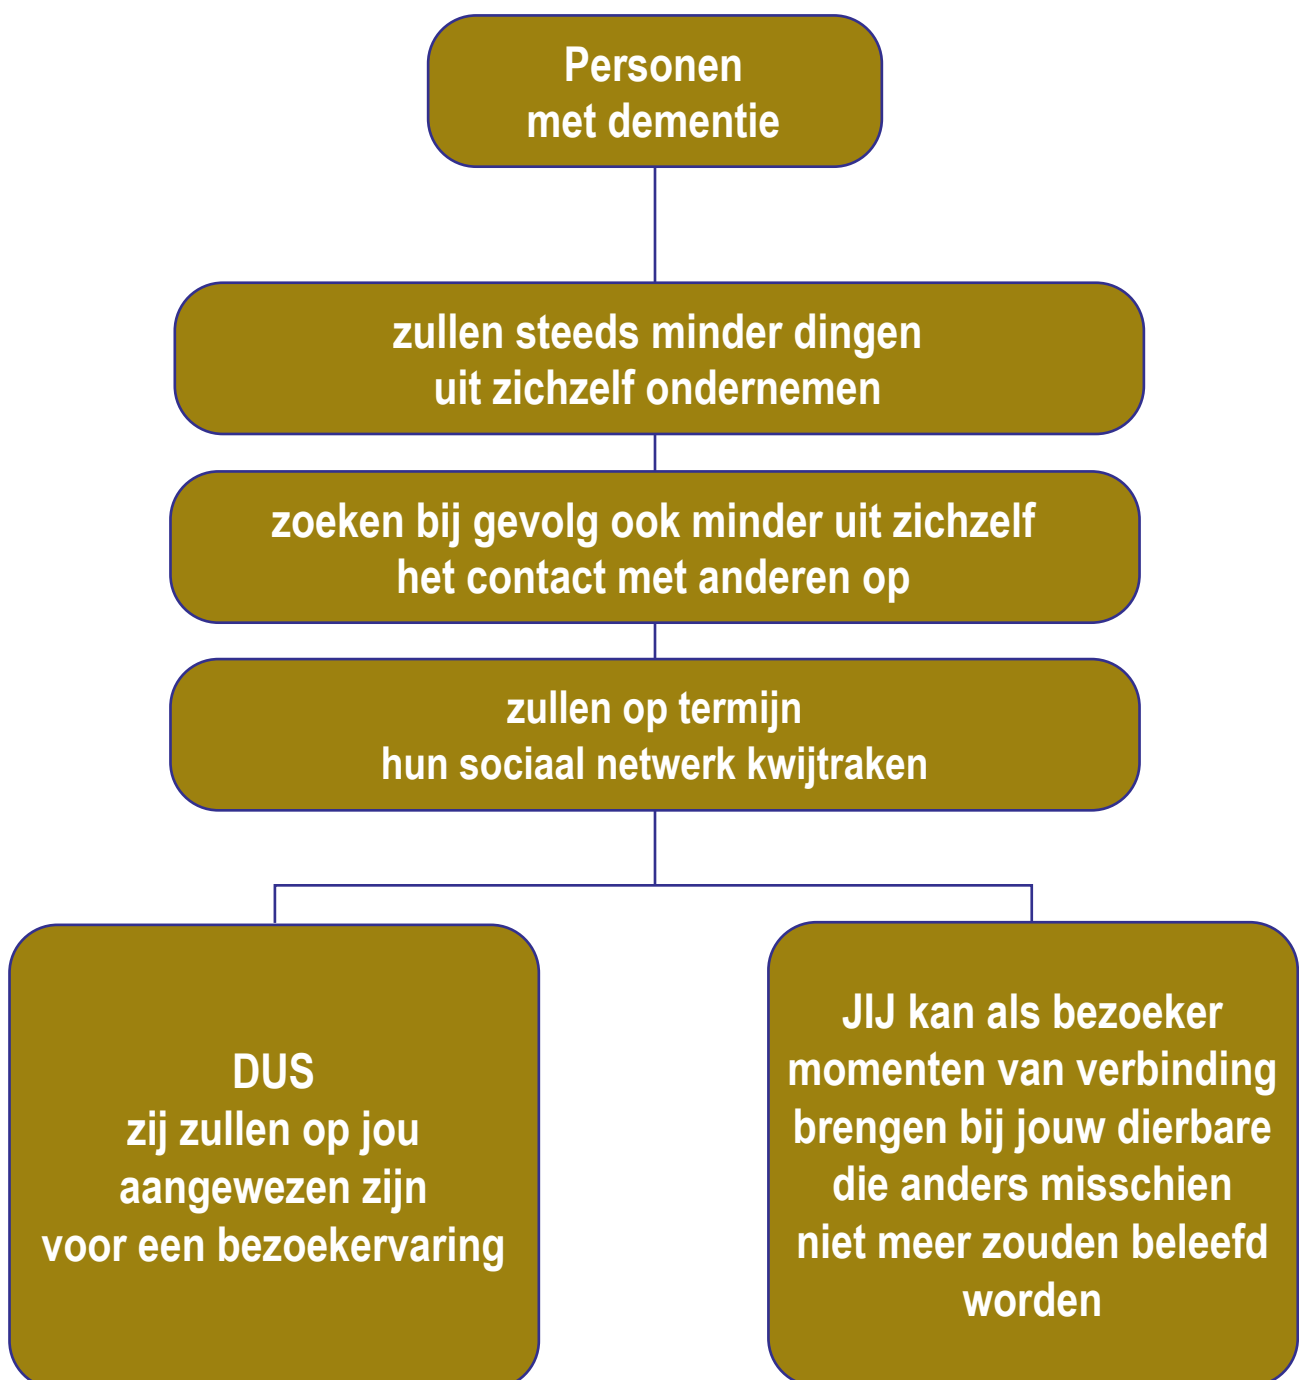 Personen
met dementie
zullen steeds minder dingen
uit zichzelf ondernemen
zoeken bij gevolg ook minder uit zichzelf
het contact met anderen op
zullen op termijn
hun sociaal netwerk kwijtraken
DUS
zij zullen op jou
aangewezen zijn
voor een bezoekervaring
JIJ kan als bezoeker
momenten van verbinding
brengen bij jouw dierbare
die anders misschien
niet meer zouden beleefd
worden